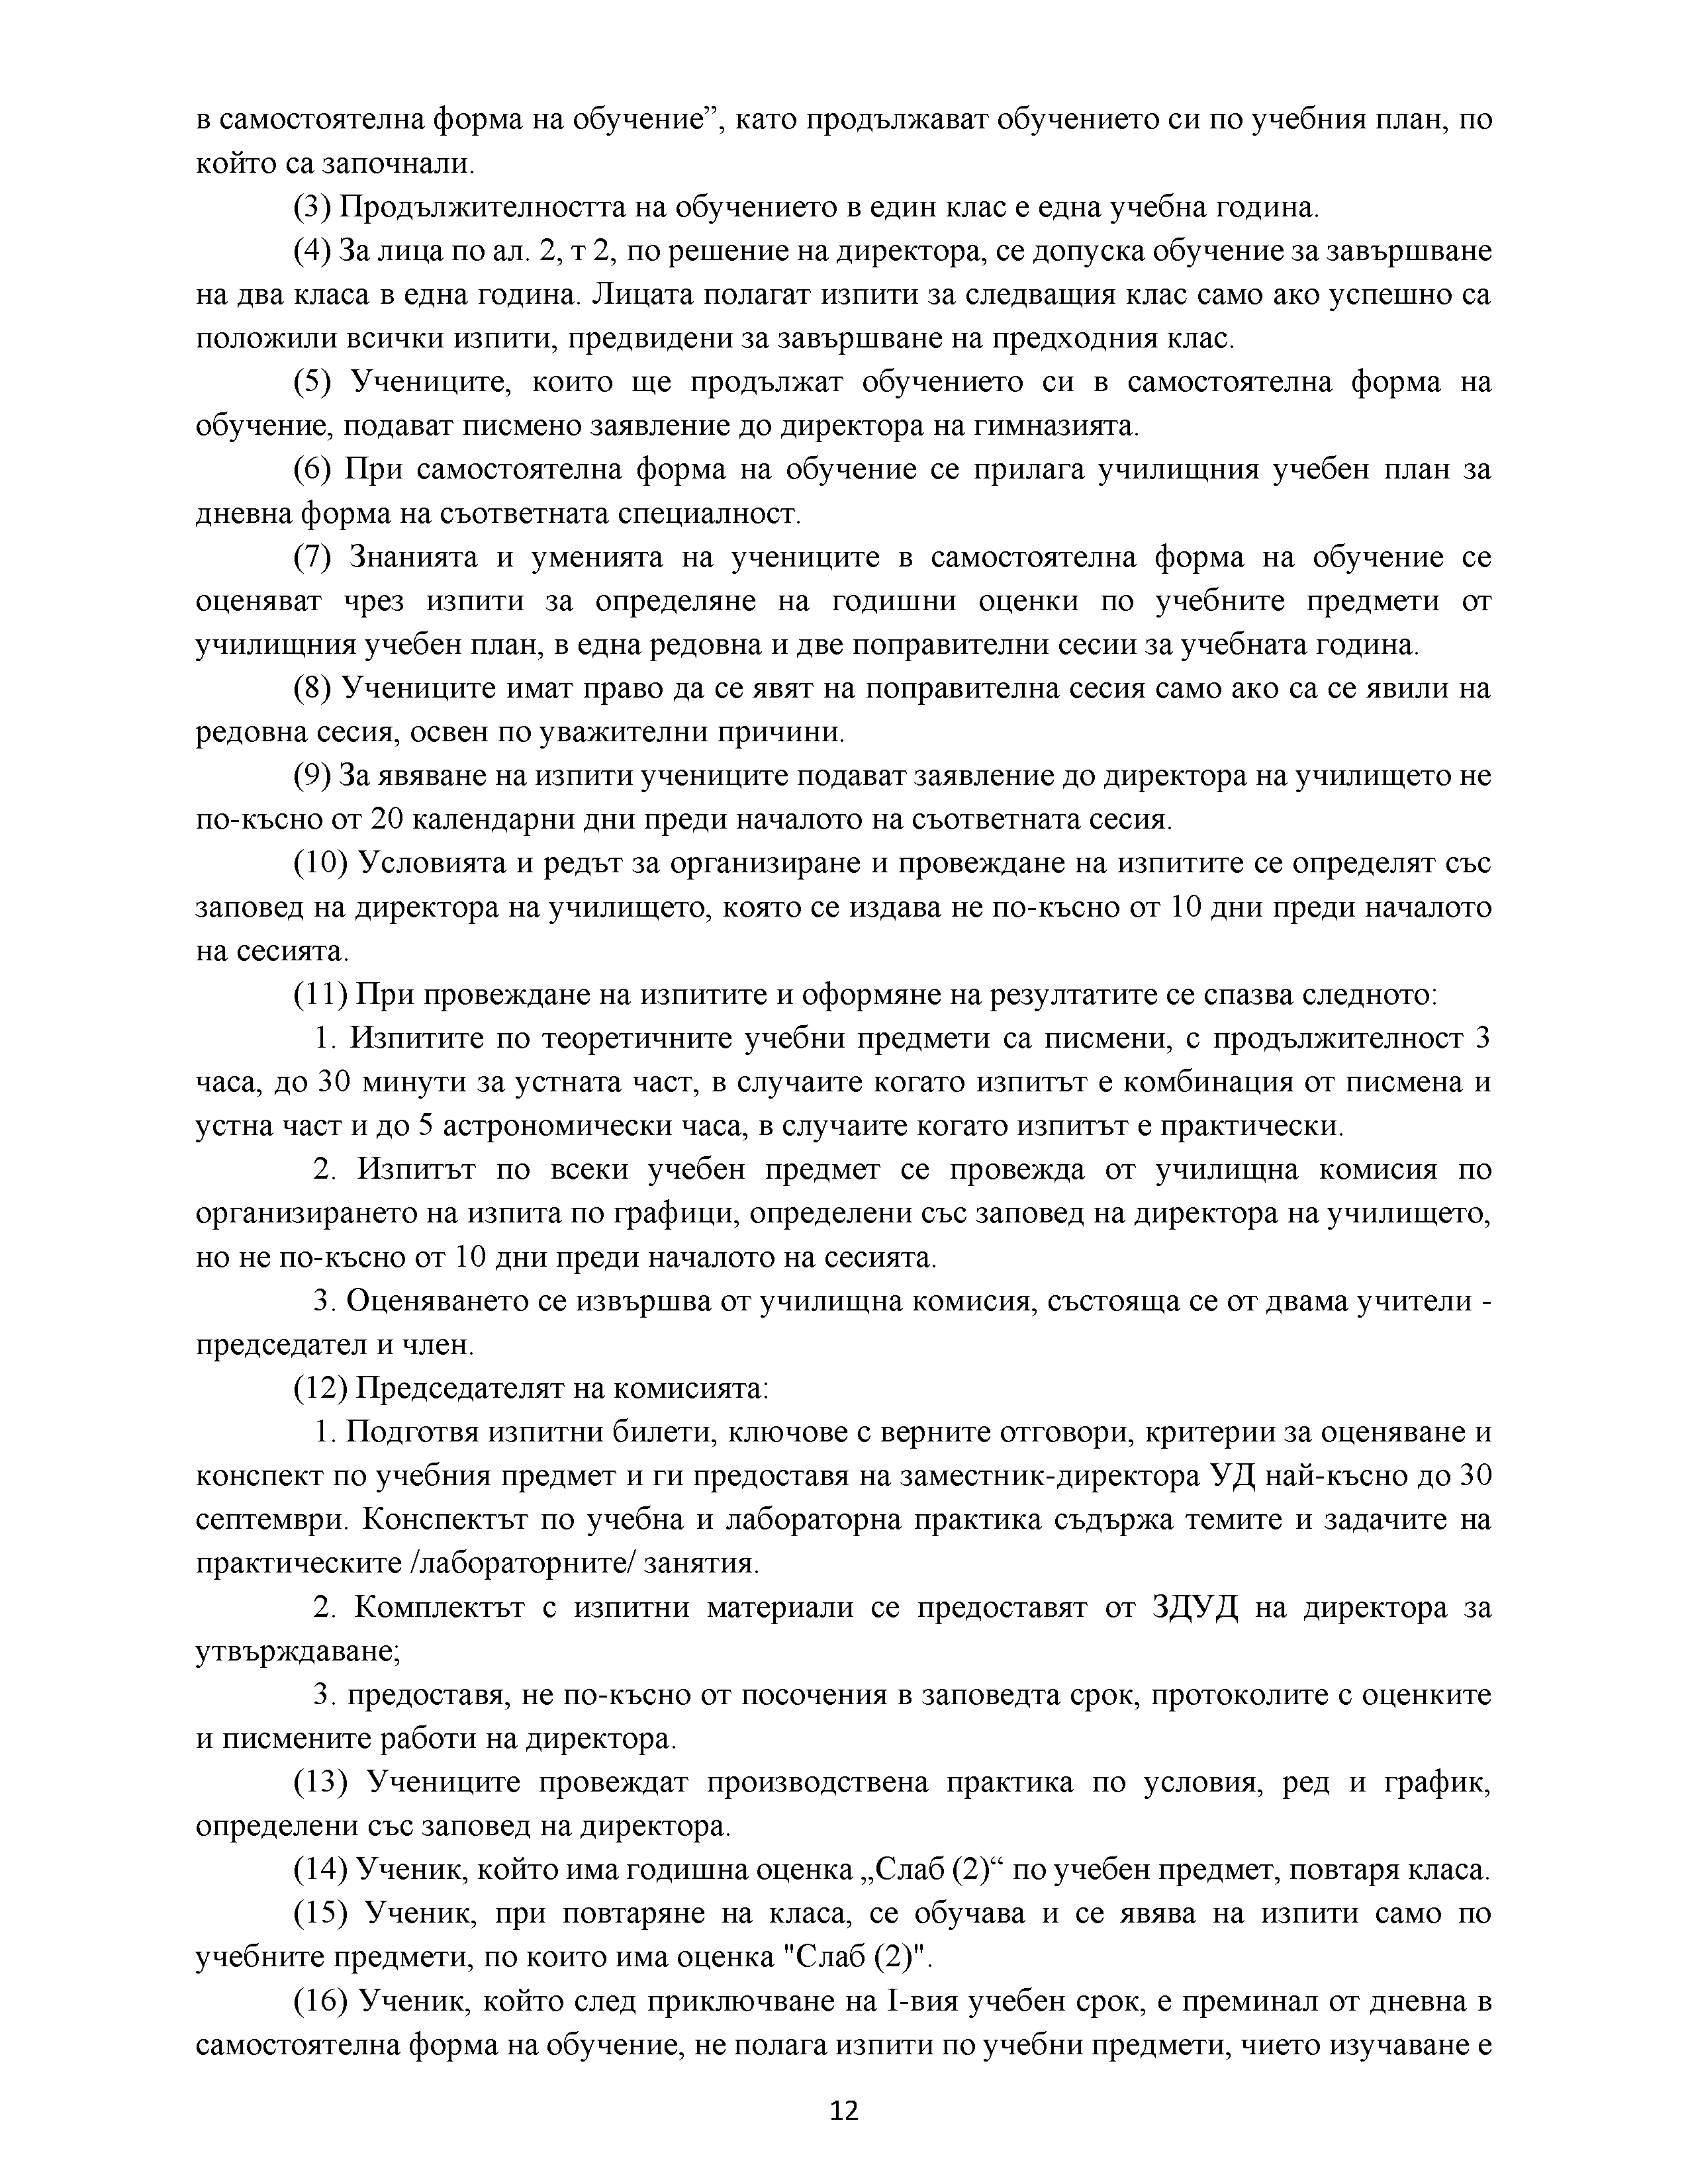 в самостоятелна форма на обучение”, като продължават обучението си по учебния план, по
който са започнали.
(3) Продължителността на обучението в един клас е една учебна година.
(4) За лица по ал. 2, т 2, по решение на директора, се допуска обучение за завършване
на два класа в една година. Лицата полагат изпити за следващия клас само ако успешно са
положили всички изпити, предвидени за завършване на предходния клас.
(5) Учениците, които ще продължат обучението си в самостоятелна форма на
обучение, подават писмено заявление до директора на гимназията.
(6) При самостоятелна форма на обучение се прилага училищния учебен план за
дневна форма на съответната специалност.
(7) Знанията и уменията на учениците в самостоятелна форма на обучение се
оценяват чрез изпити за определяне на годишни оценки по учебните предмети от
училищния учебен план, в една редовна и две поправителни сесии за учебната година.
(8) Учениците имат право да се явят на поправителна сесия само ако са се явили на
редовна сесия, освен по уважителни причини.
(9) За явяване на изпити учениците подават заявление до директора на училището не
по-късно от 20 календарни дни преди началото на съответната сесия.
(10) Условията и редът за организиране и провеждане на изпитите се определят със
заповед на директора на училището, която се издава не по-късно от 10 дни преди началото
на сесията.
(11) При провеждане на изпитите и оформяне на резултатите се спазва следното:
1. Изпитите по теоретичните учебни предмети са писмени, с продължителност 3
часа, до 30 минути за устната част, в случаите когато изпитът е комбинация от писмена и
устна част и до 5 астрономически часа, в случаите когато изпитът е практически.
2. Изпитът по всеки учебен предмет се провежда от училищна комисия по
организирането на изпита по графици, определени със заповед на директора на училището,
но не по-късно от 10 дни преди началото на сесията.
3. Оценяването се извършва от училищна комисия, състояща се от двама учители -
председател и член.
(12) Председателят на комисията:
1. Подготвя изпитни билети, ключове с верните отговори, критерии за оценяване и
конспект по учебния предмет и ги предоставя на заместник-директора УД най-късно до 30
септември. Конспектът по учебна и лабораторна практика съдържа темите и задачите на
практическите /лабораторните/ занятия.
2. Комплектът с изпитни материали се предоставят от ЗДУД на директора за
утвърждаване;
3. предоставя, не по-късно от посочения в заповедта срок, протоколите с оценките
и писмените работи на директора.
(13) Учениците провеждат производствена практика по условия, ред и график,
определени със заповед на директора.
(14) Ученик, който има годишна оценка „Слаб (2)“ по учебен предмет, повтаря класа.
(15) Ученик, при повтаряне на класа, се обучава и се явява на изпити само по
учебните предмети, по които има оценка "Слаб (2)".
(16) Ученик, който след приключване на I-вия учебен срок, е преминал от дневна в
самостоятелна форма на обучение, не полага изпити по учебни предмети, чието изучаване е
12